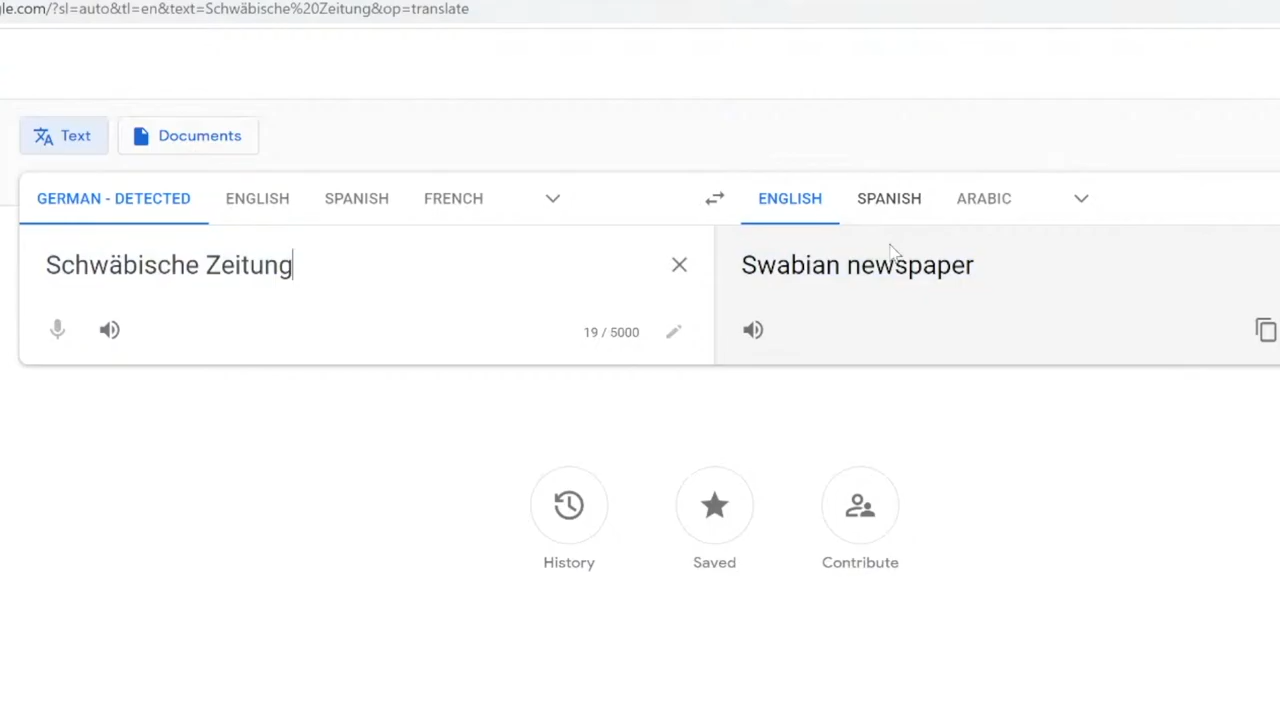 gle.com/?sl=auto&tl=en&text=Schwäbische%20Zeitung&op=translate
Text Documents
GERMAN - DETECTED ENGLISH SPANISH FRENCH ENGLISH SPANISH ARABIC
Schwäbische Zeitung Swabian newspaper
19 / 5000
History Saved Contribute